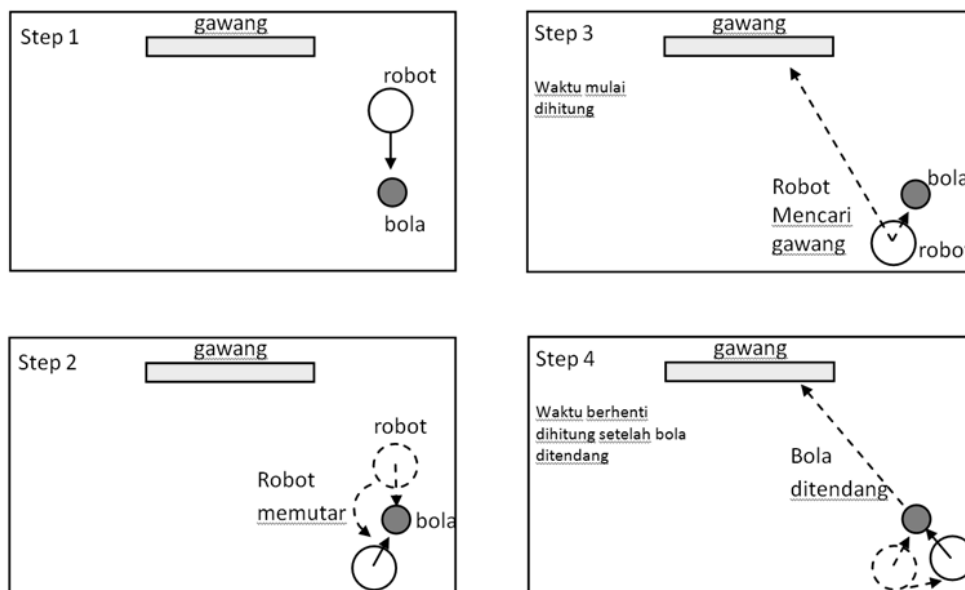 Step 1
gawang
robot
bola
Step 2
gawang
robot
Robot
memutar
bola
Step 3
gawang
Waktu mulai
dihitung
bola
Robot
Mencari
gawang
robot
Step 4
gawang
Waktu berhenti
dihitung setelah bola
ditendang
Bola
ditendang